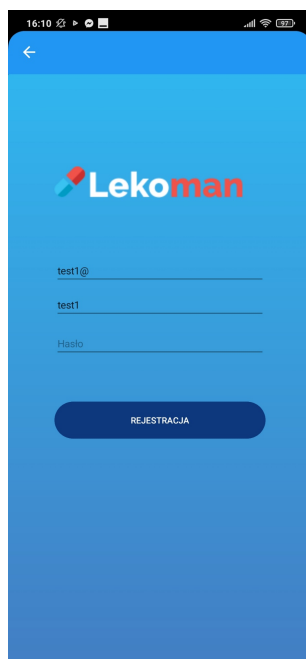 16:10 97
Lekoman
test1@
test1
Hasło
REJESTRACJA